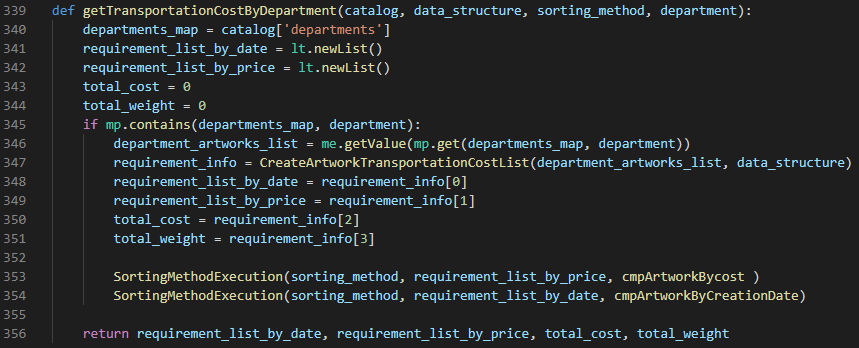 339 def getTransportationCostByDepartment(catalog, data_structure, sorting_method, department):
340     departments_map = catalog['departments']
341     requirement_list_by_date = lt.newList()
342     requirement_list_by_price = lt.newList()
343     total_cost = 0
344     total_weight = 0
345     if mp.contains(departments_map, department):
346         department_artworks_list = me.getValue(mp.get(departments_map, department))
347         requirement_info = CreateArtworkTransportationCostList(department_artworks_list, data_structure)
348         requirement_list_by_date = requirement_info[0]
349         requirement_list_by_price = requirement_info[1]
350         total_cost = requirement_info[2]
351         total_weight = requirement_info[3]
352
353         SortingMethodExecution(sorting_method, requirement_list_by_price, cmpArtworkBycost )
354         SortingMethodExecution(sorting_method, requirement_list_by_date, cmpArtworkByCreationDate)
355
356     return requirement_list_by_date, requirement_list_by_price, total_cost, total_weight